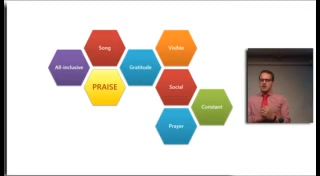 Song
Visible
All-inclusive
Gratitude
PRAISE
Social
Constant
Prayer